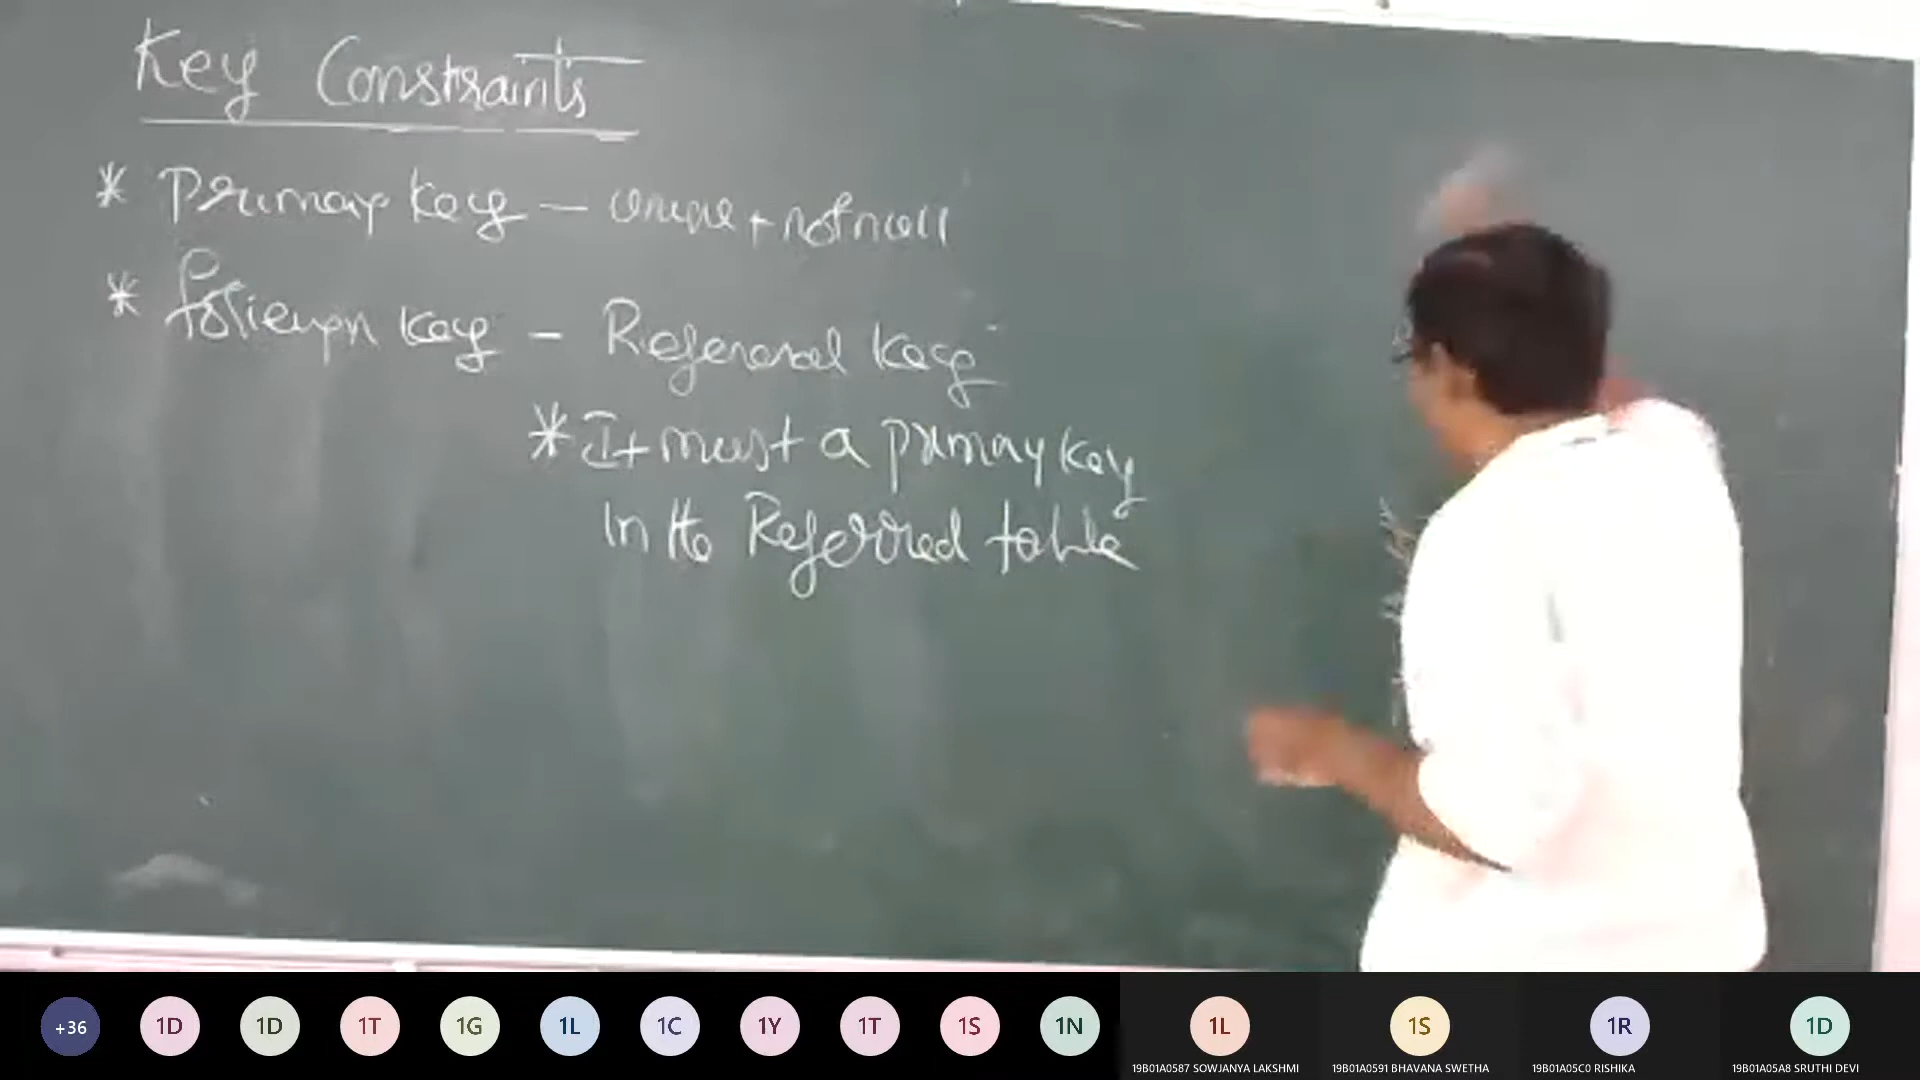 Key Constraints
* Primary Key - unique + not null
* foriegn key - Referenral Key
* It must a primary key
in the Referred table
+36 1D 1D 1T 1G 1L 1C 1Y 1T 1S 1N 1L 1S 1R 1D
19B01A0587 SOWJANYA LAKSHMI 19B01A0591 BHAVANA SWETHA 19B01A05C0 RISHIKA 19B01A05A8 SRUTHI DEVI